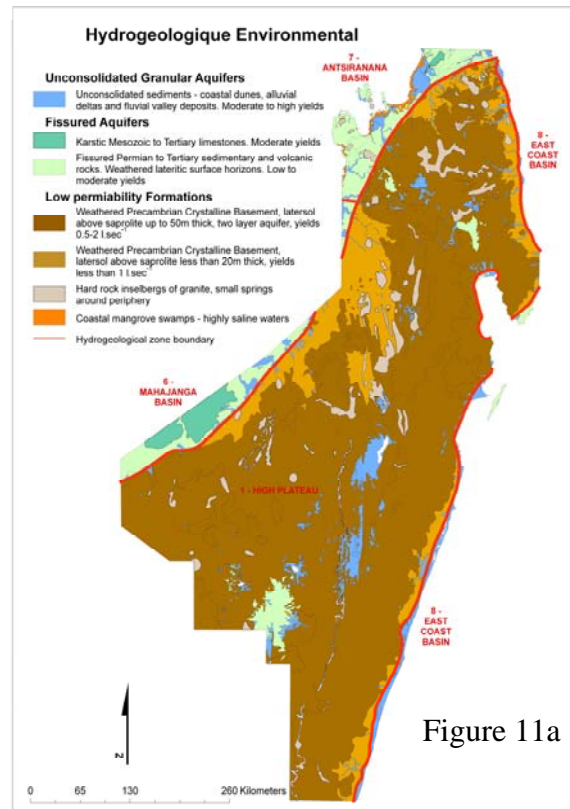 Hydrogeologique Environmental
Unconsolidated Granular Aquifers
Unconsolidated sediments - coastal dunes, alluvial
deltas and fluvial valley deposits. Moderate to high yields
Fissured Aquifers
Karstic Mesozoic to Tertiary limestones. Moderate yields
Fissured Permian to Tertiary sedimentary and volcanic
rocks. Weathered lateritic surface horizons. Low to
moderate yields
Low permiability Formations
Weathered Precambrian Crystalline Basement, latersol
above saprolite up to 50m thick, two layer aquifer, yields
0.5-2 l.sec⁻¹
Weathered Precambrian Crystalline Basement,
latersol above saprolite less than 20m thick, yields
less than 1 l.sec⁻¹
Hard rock inselbergs of granite, small springs
around periphery
Coastal mangrove swamps - highly saline waters
Hydrogeological zone boundary
7 -
ANTSIRANANA
BASIN
8 -
EAST
COAST
BASIN
6 -
MAHAJANGA
BASIN
1 - HIGH PLATEAU
8 -
EAST
COAST
BASIN
Figure 11a
N
0 65 130 260 Kilometers